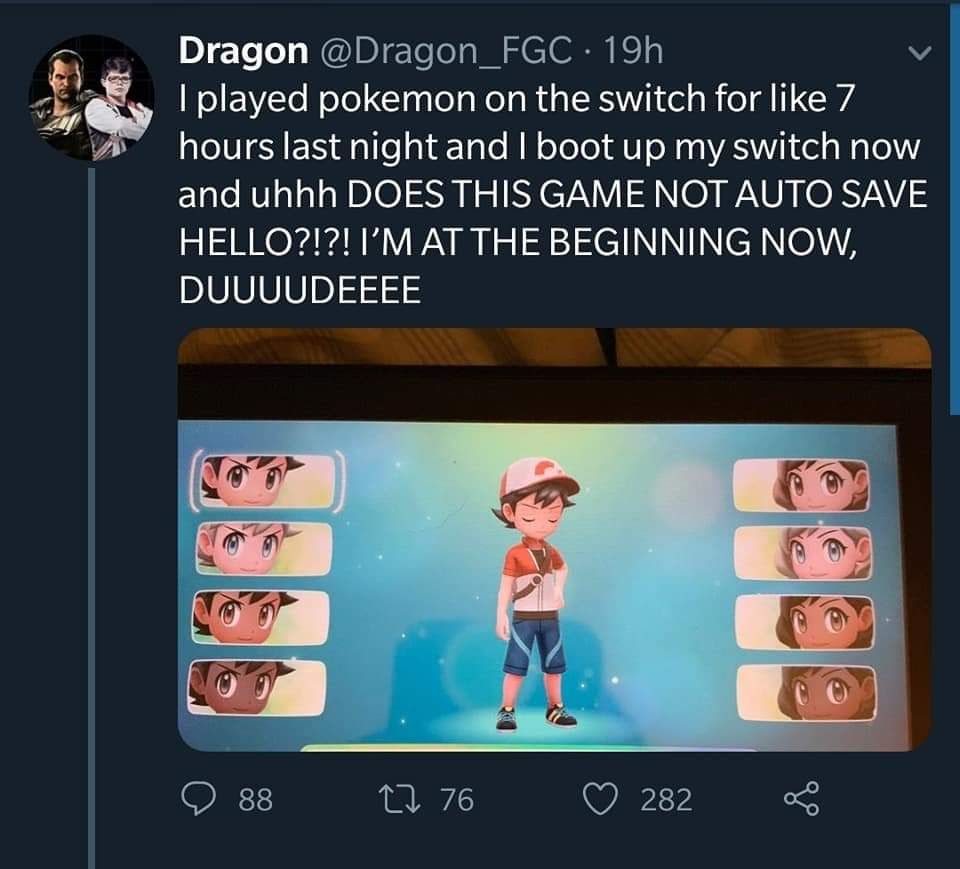 Dragon @Dragon_FGC · 19h
I played pokemon on the switch for like 7
hours last night and I boot up my switch now
and uhhh DOES THIS GAME NOT AUTO SAVE
HELLO?!?! I’M AT THE BEGINNING NOW,
DUUUUDEEEE
88 76 282